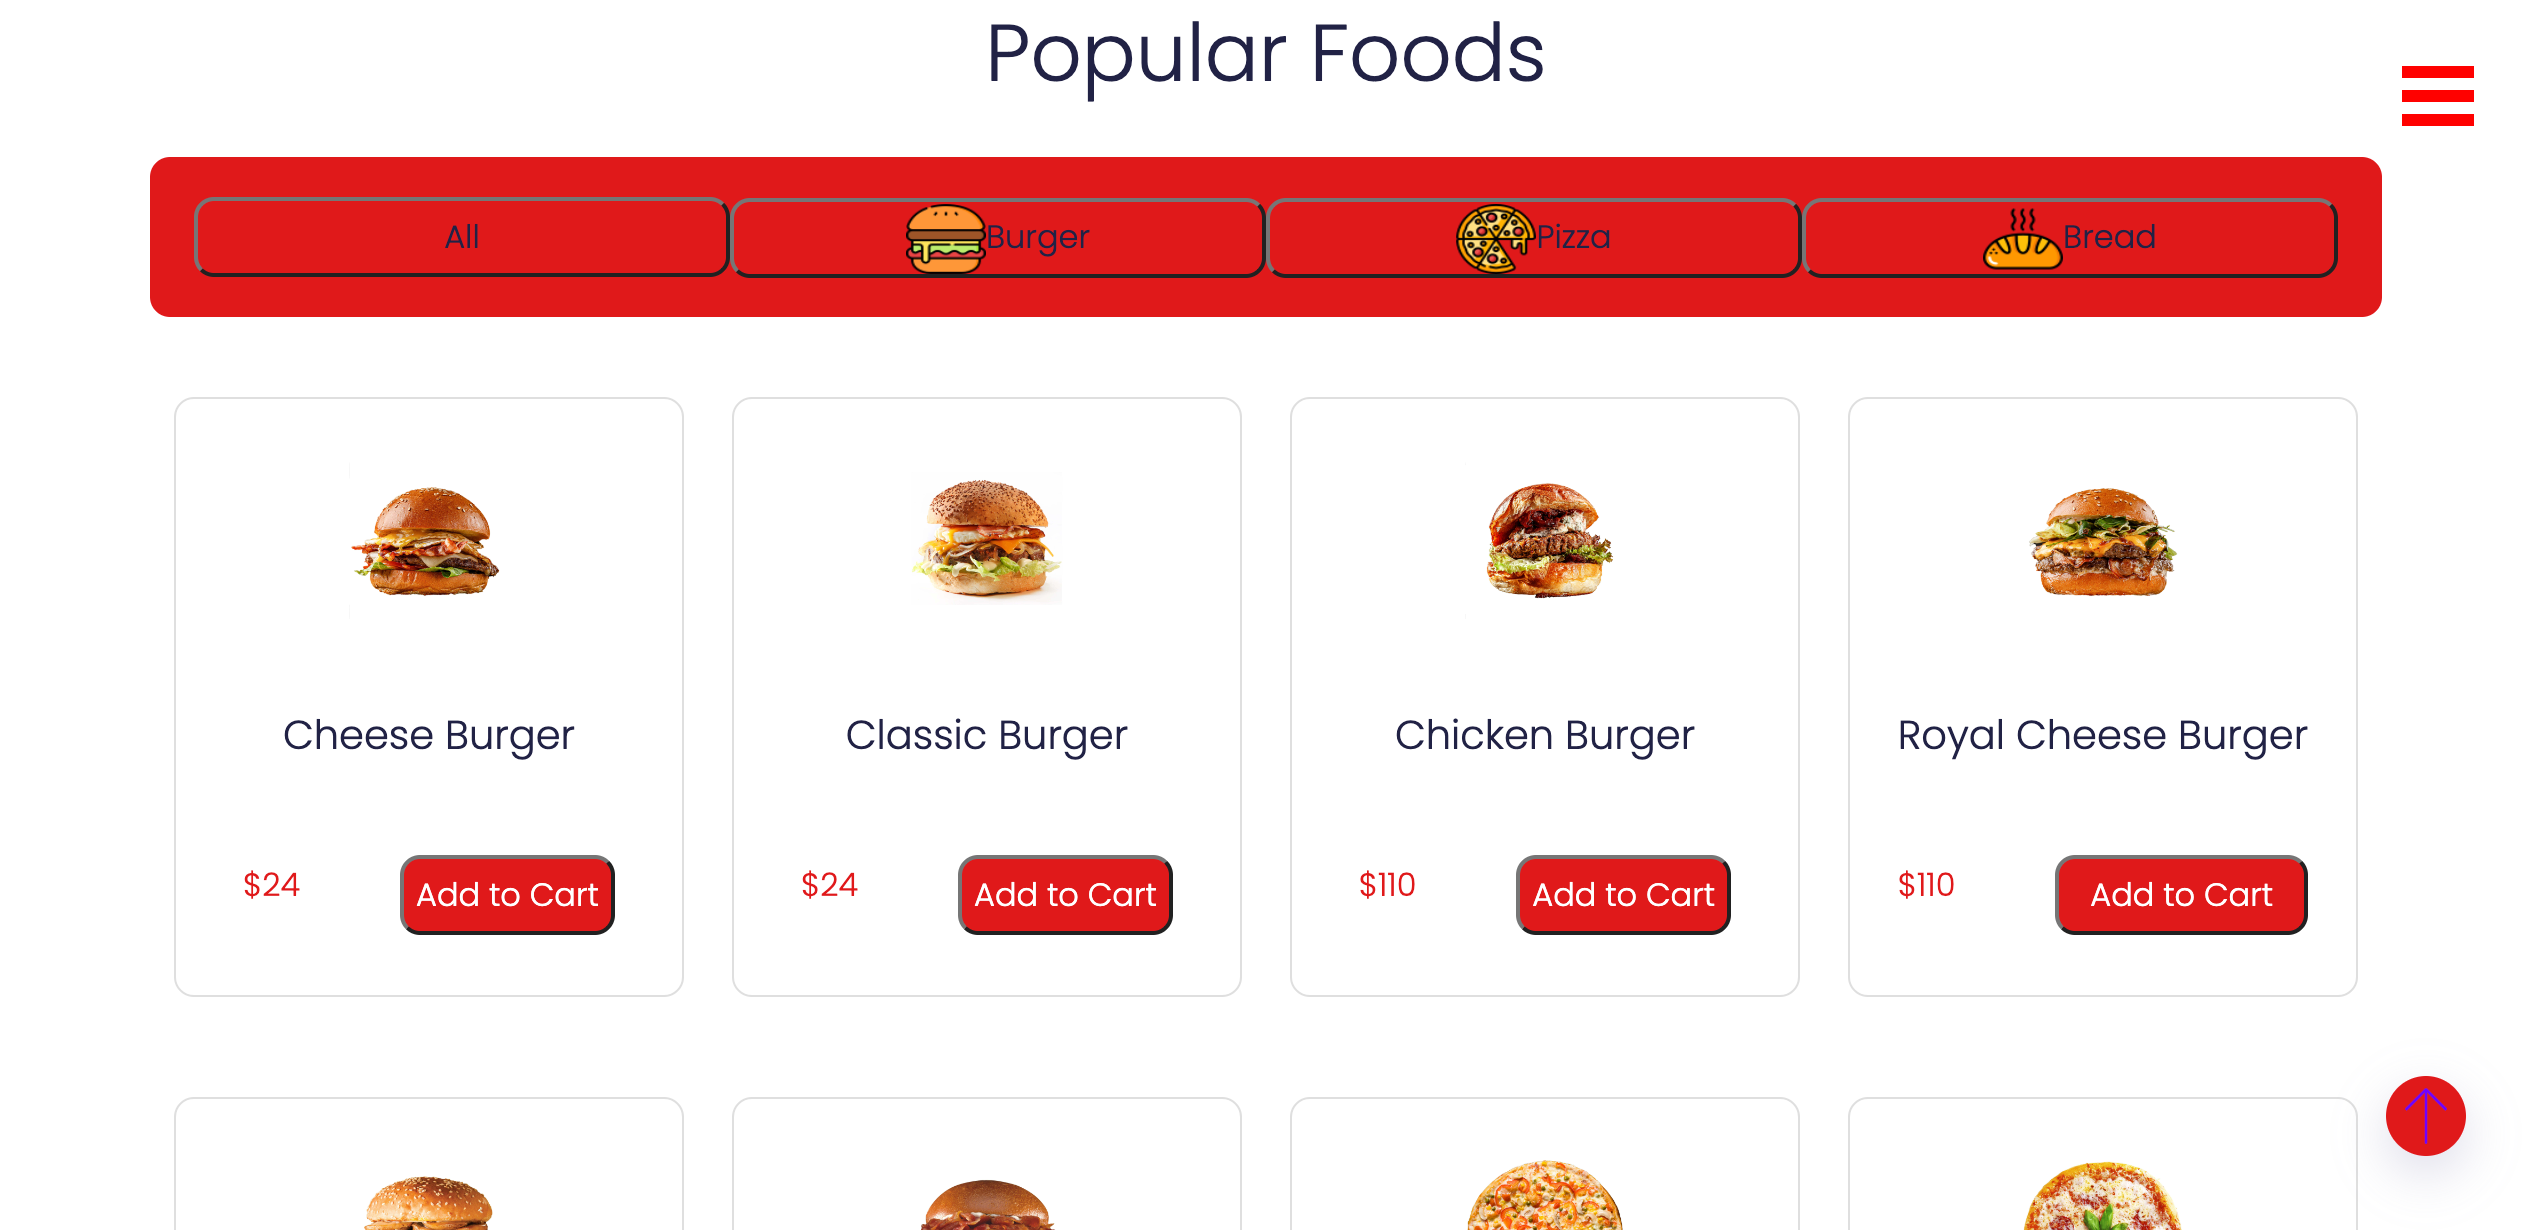 Popular Foods
All
Burger
Pizza
Bread
Cheese Burger
Classic Burger
Chicken Burger
Royal Cheese Burger
$24
Add to Cart
$24
Add to Cart
$110
Add to Cart
$110
Add to Cart